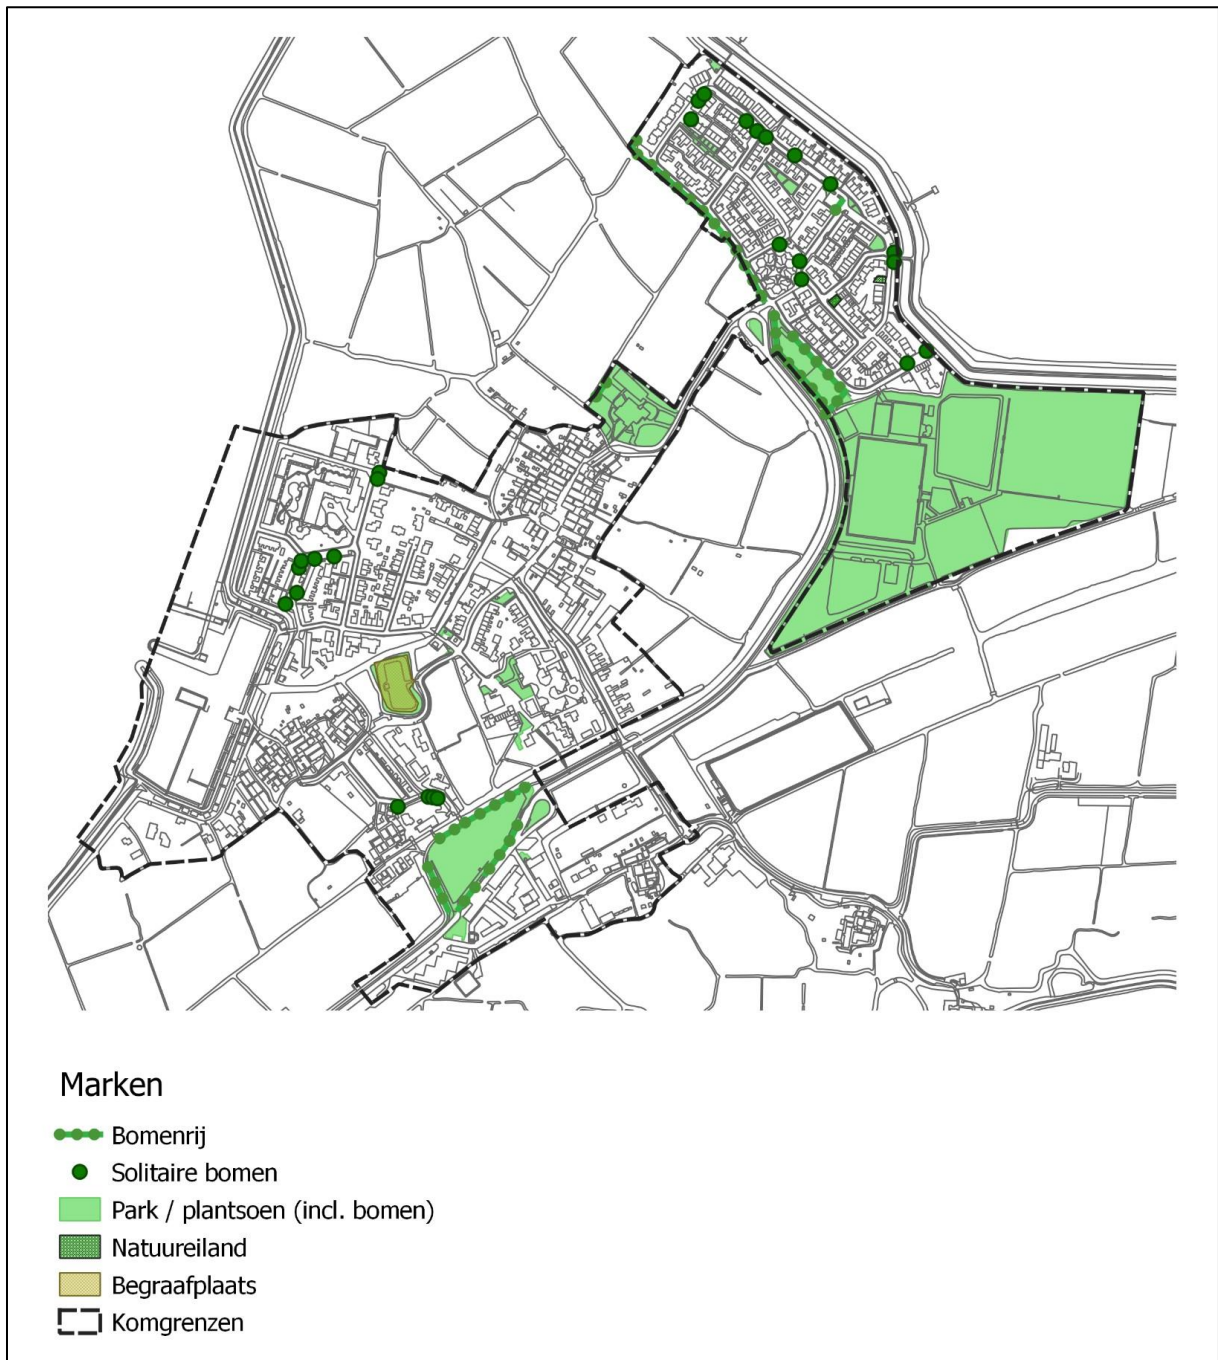 Marken
Bomenrij
Solitaire bomen
Park / plantsoen (incl. bomen)
Natuureiland
Begraafplaats
Komgrenzen